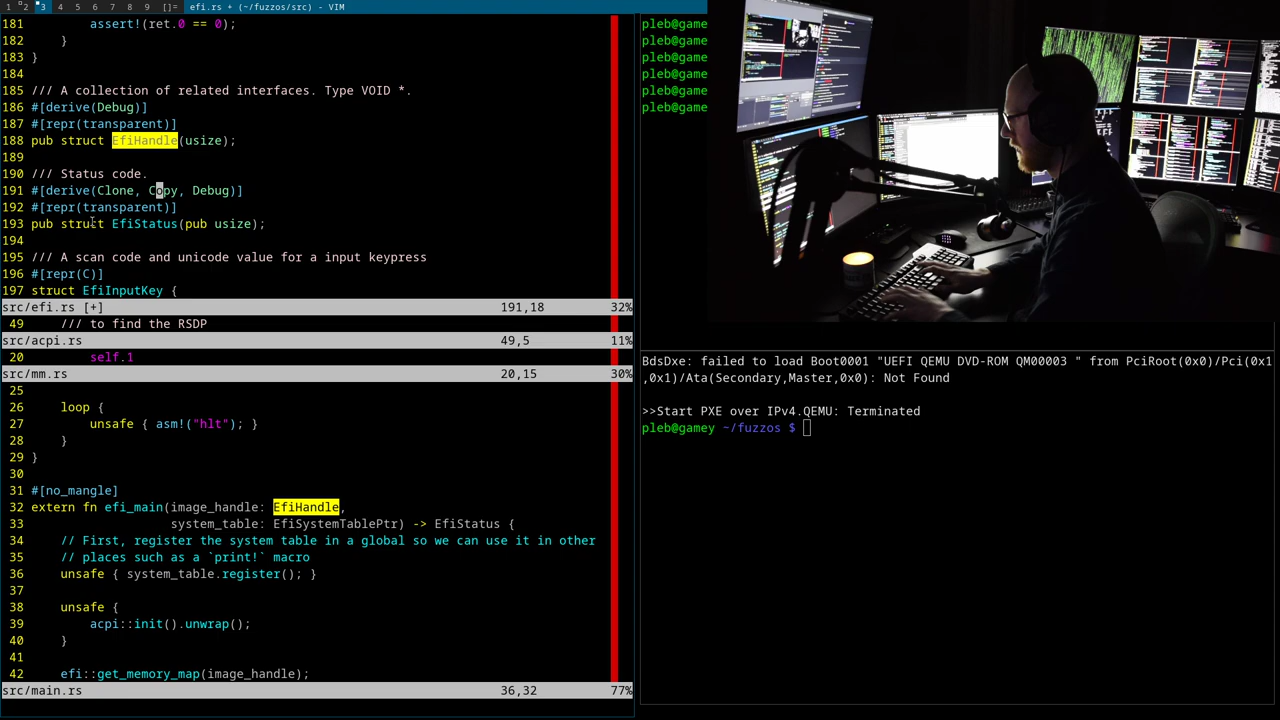 1 2 3 4 5 6 7 8 9 []= efi.rs + (~/fuzzos/src) - VIM
181         assert!(ret.0 == 0);
182     }
183 }
184
185 /// A collection of related interfaces. Type VOID *.
186 #[derive(Debug)]
187 #[repr(transparent)]
188 pub struct EfiHandle(usize);
189
190 /// Status code.
191 #[derive(Clone, Copy, Debug)]
192 #[repr(transparent)]
193 pub struct EfiStatus(pub usize);
194
195 /// A scan code and unicode value for a input keypress
196 #[repr(C)]
197 struct EfiInputKey {
src/efi.rs [+] 191,18 32%
49     /// to find the RSDP
src/acpi.rs 49,5 11%
20         self.1
src/mm.rs 20,15 30%
25
26     loop {
27         unsafe { asm!("hlt"); }
28     }
29 }
30
31 #[no_mangle]
32 extern fn efi_main(image_handle: EfiHandle,
33                    system_table: EfiSystemTablePtr) -> EfiStatus {
34     // First, register the system table in a global so we can use it in other
35     // places such as a `print!` macro
36     unsafe { system_table.register(); }
37
38     unsafe {
39         acpi::init().unwrap();
40     }
41
42     efi::get_memory_map(image_handle);
src/main.rs 36,32 77%
pleb@game
pleb@game
pleb@game
pleb@game
pleb@game
pleb@game
BdsDxe: failed to load Boot0001 "UEFI QEMU DVD-ROM QM00003 " from PciRoot(0x0)/Pci(0x1
,0x1)/Ata(Secondary,Master,0x0): Not Found
>>Start PXE over IPv4.QEMU: Terminated
pleb@gamey ~/fuzzos $